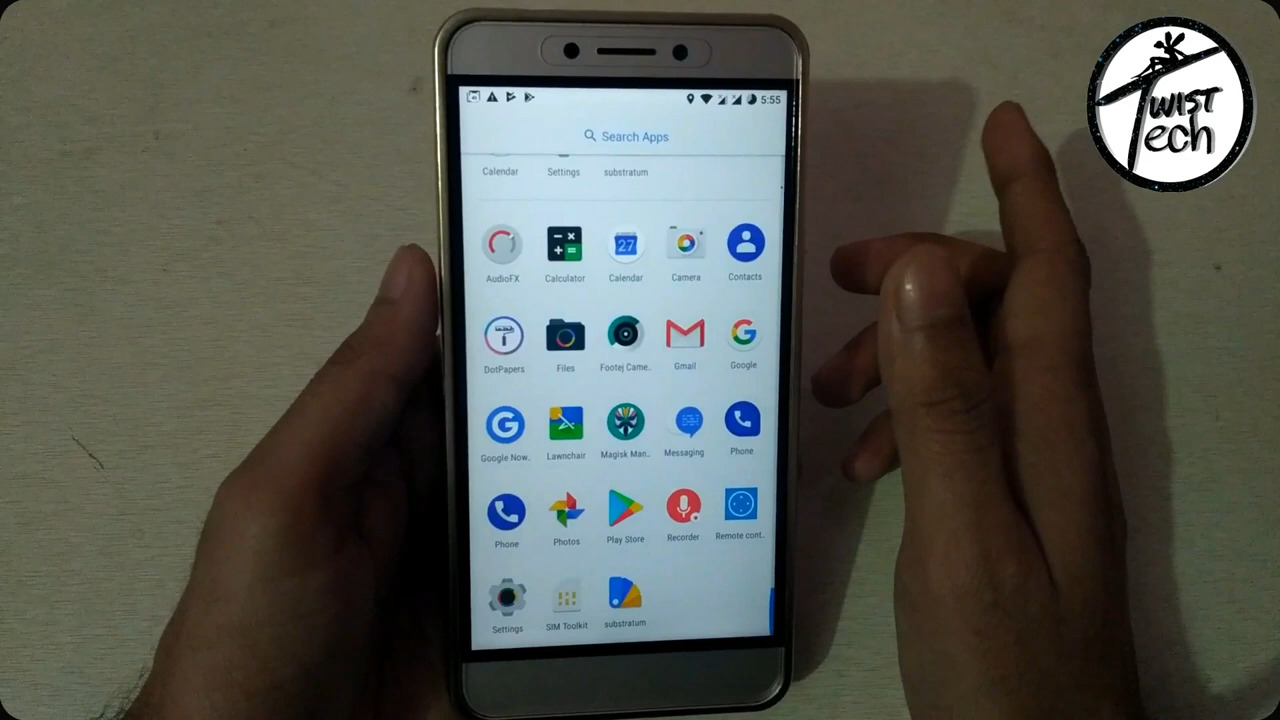 5:55
Search Apps
Calendar Settings substratum
27
AudioFX Calculator Calendar Camera Contacts
DotPapers Files Footej Came.. Gmail Google
Google Now.. Lawnchair Magisk Man.. Messaging Phone
Phone Photos Play Store Recorder Remote cont..
Settings SIM Toolkit substratum
Twist
Tech